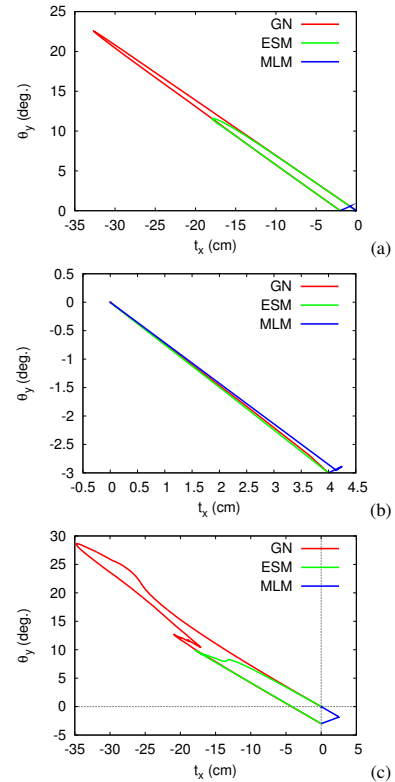 25
20
15
10
5
0
θy (deg.)
GN
ESM
MLM
-35 -30 -25 -20 -15 -10 -5 0
tx (cm)
(a)
0.5
0
-0.5
-1
-1.5
-2
-2.5
-3
θy (deg.)
GN
ESM
MLM
-0.5 0 0.5 1 1.5 2 2.5 3 3.5 4 4.5
tx (cm)
(b)
30
25
20
15
10
5
0
-5
θy (deg.)
GN
ESM
MLM
-35 -30 -25 -20 -15 -10 -5 0 5
tx (cm)
(c)